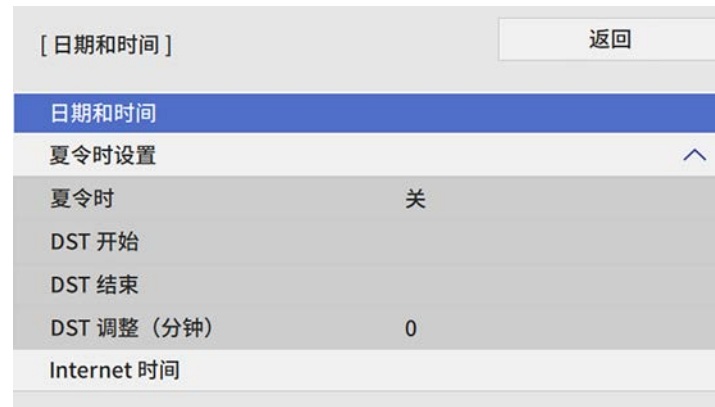 [ 日期和时间 ]
返回
日期和时间
夏令时设置
夏令时 关
DST 开始
DST 结束
DST 调整（分钟） 0
Internet 时间